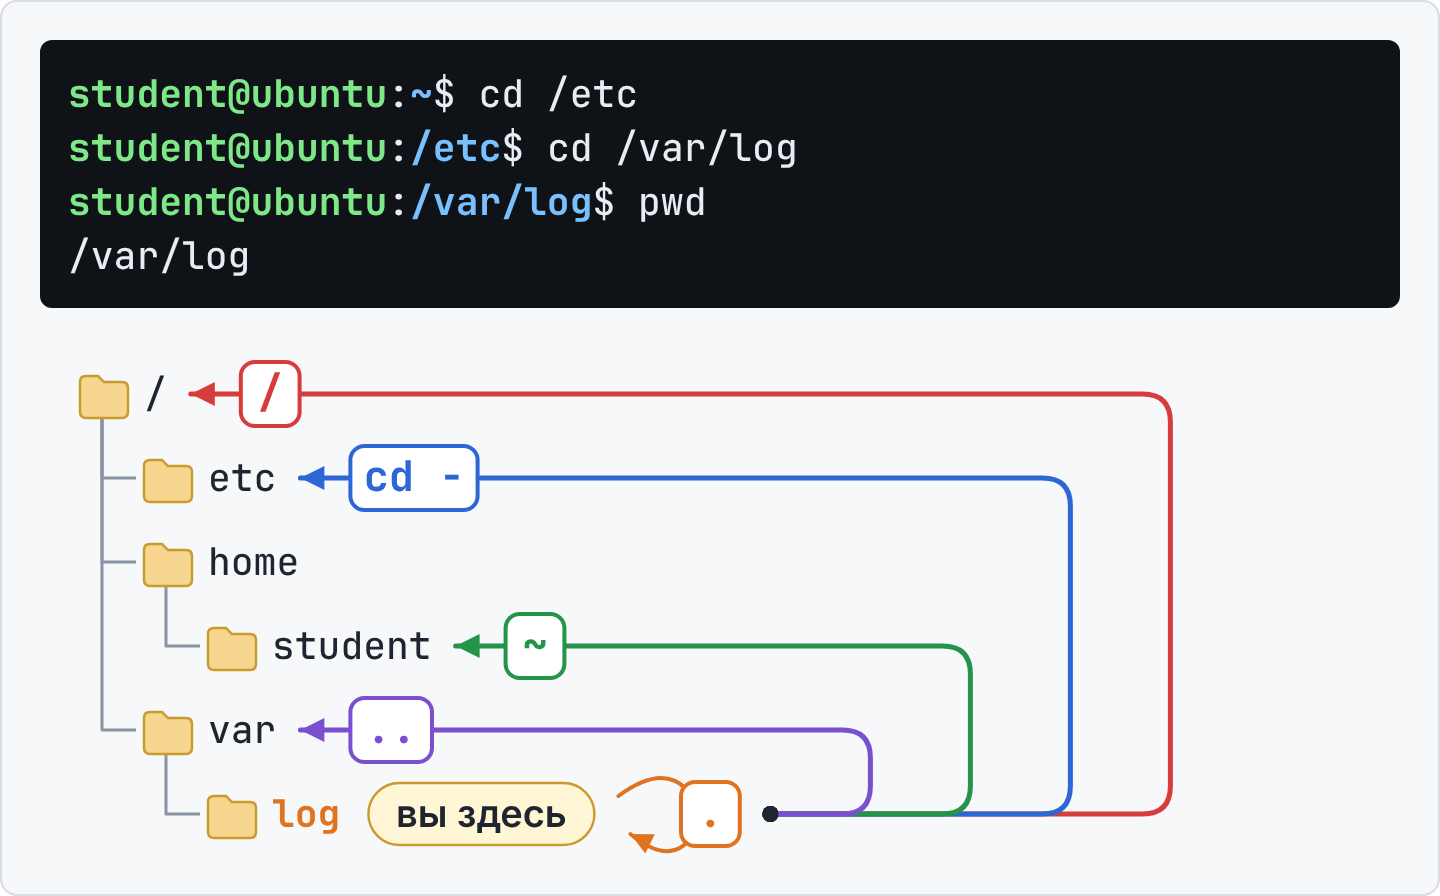 student@ubuntu:~$ cd /etc
student@ubuntu:/etc$ cd /var/log
student@ubuntu:/var/log$ pwd
/var/log
/ /
etc cd -
home
student ~
var ..
log вы здесь .